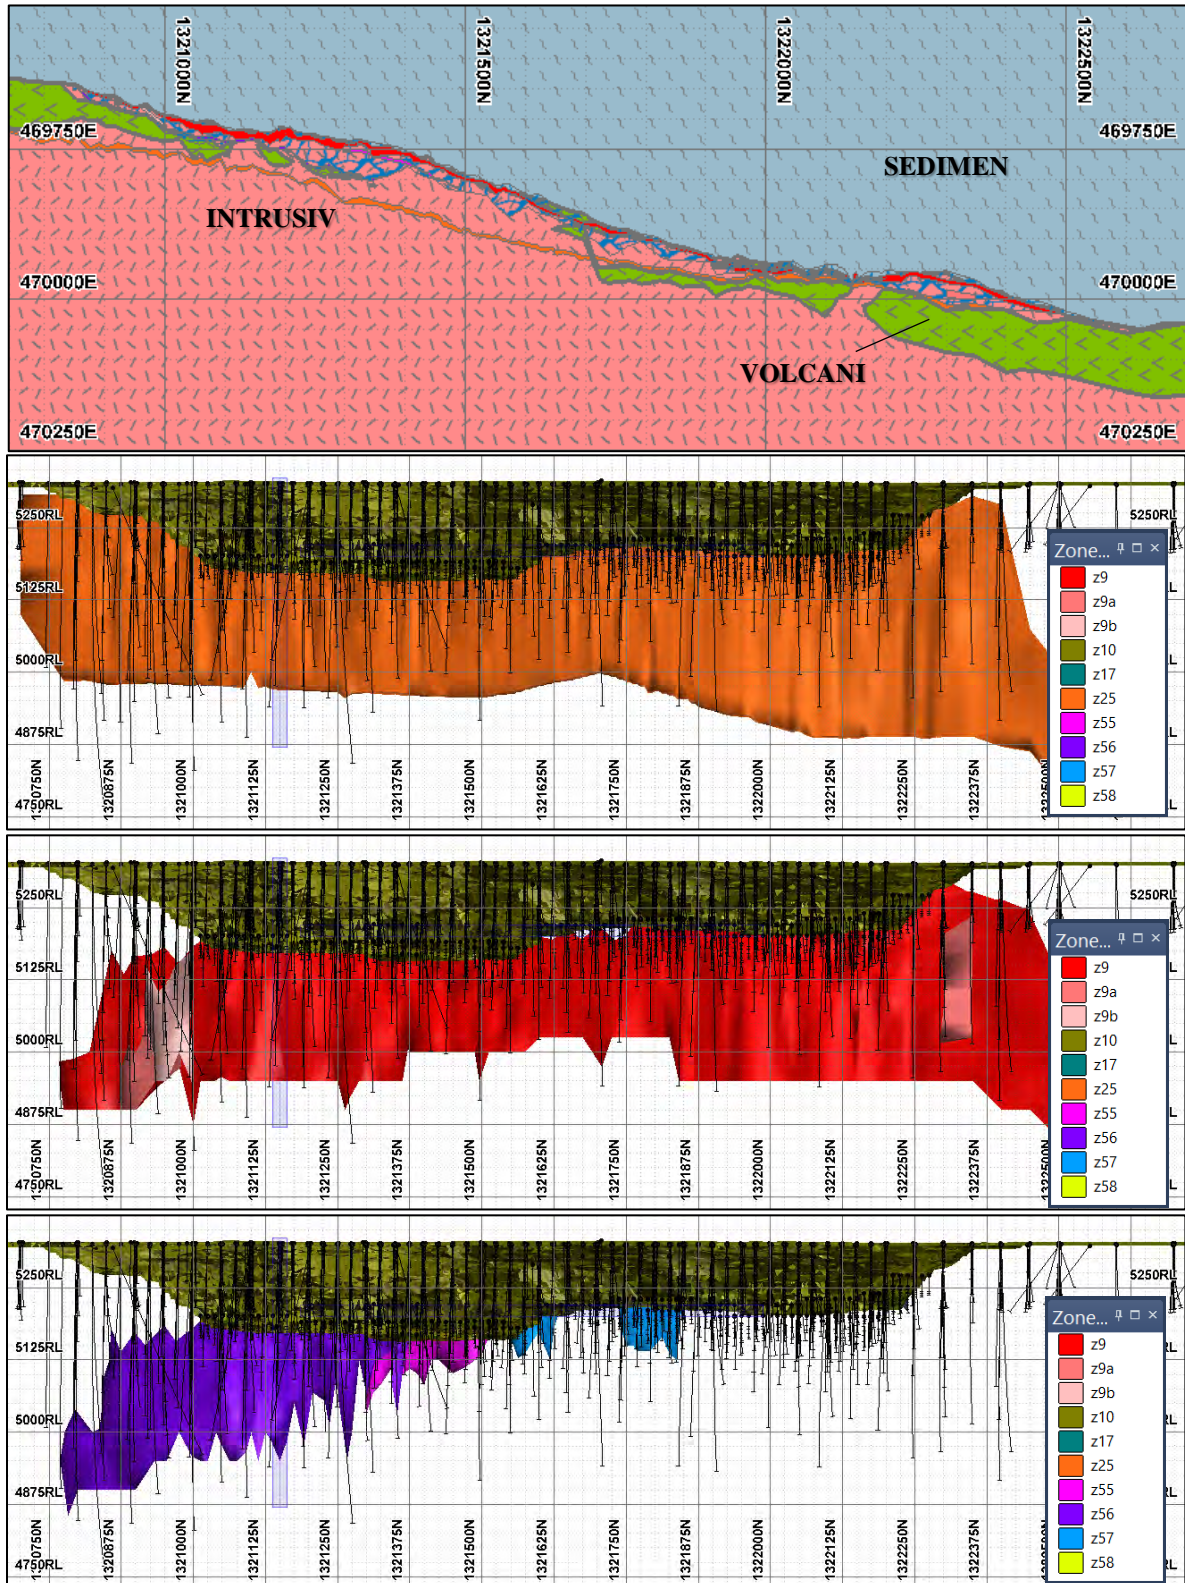 1321000N
1321500N
1322000N
1322500N
469750E
469750E
SEDIMEN
INTRUSIV
470000E
470000E
VOLCANI
470250E
470250E
5250RL
5125RL
5000RL
4875RL
4750RL
1320875N
1321000N
1321125N
1321250N
1321375N
1321500N
1321625N
1321750N
1321875N
1322000N
1322125N
1322250N
1322375N
5250RL
Zone...
z9
z9a
z9b
z10
z17
z25
z55
z56
z57
z58
5250RL
5125RL
5000RL
4875RL
4750RL
1320875N
1321000N
1321125N
1321250N
1321375N
1321500N
1321625N
1321750N
1321875N
1322000N
1322125N
1322250N
1322375N
5250RL
Zone...
z9
z9a
z9b
z10
z17
z25
z55
z56
z57
z58
5250RL
5125RL
5000RL
4875RL
4750RL
1320875N
1321000N
1321125N
1321250N
1321375N
1321500N
1321625N
1321750N
1321875N
1322000N
1322125N
1322250N
1322375N
5250RL
Zone...
z9
z9a
z9b
z10
z17
z25
z55
z56
z57
z58